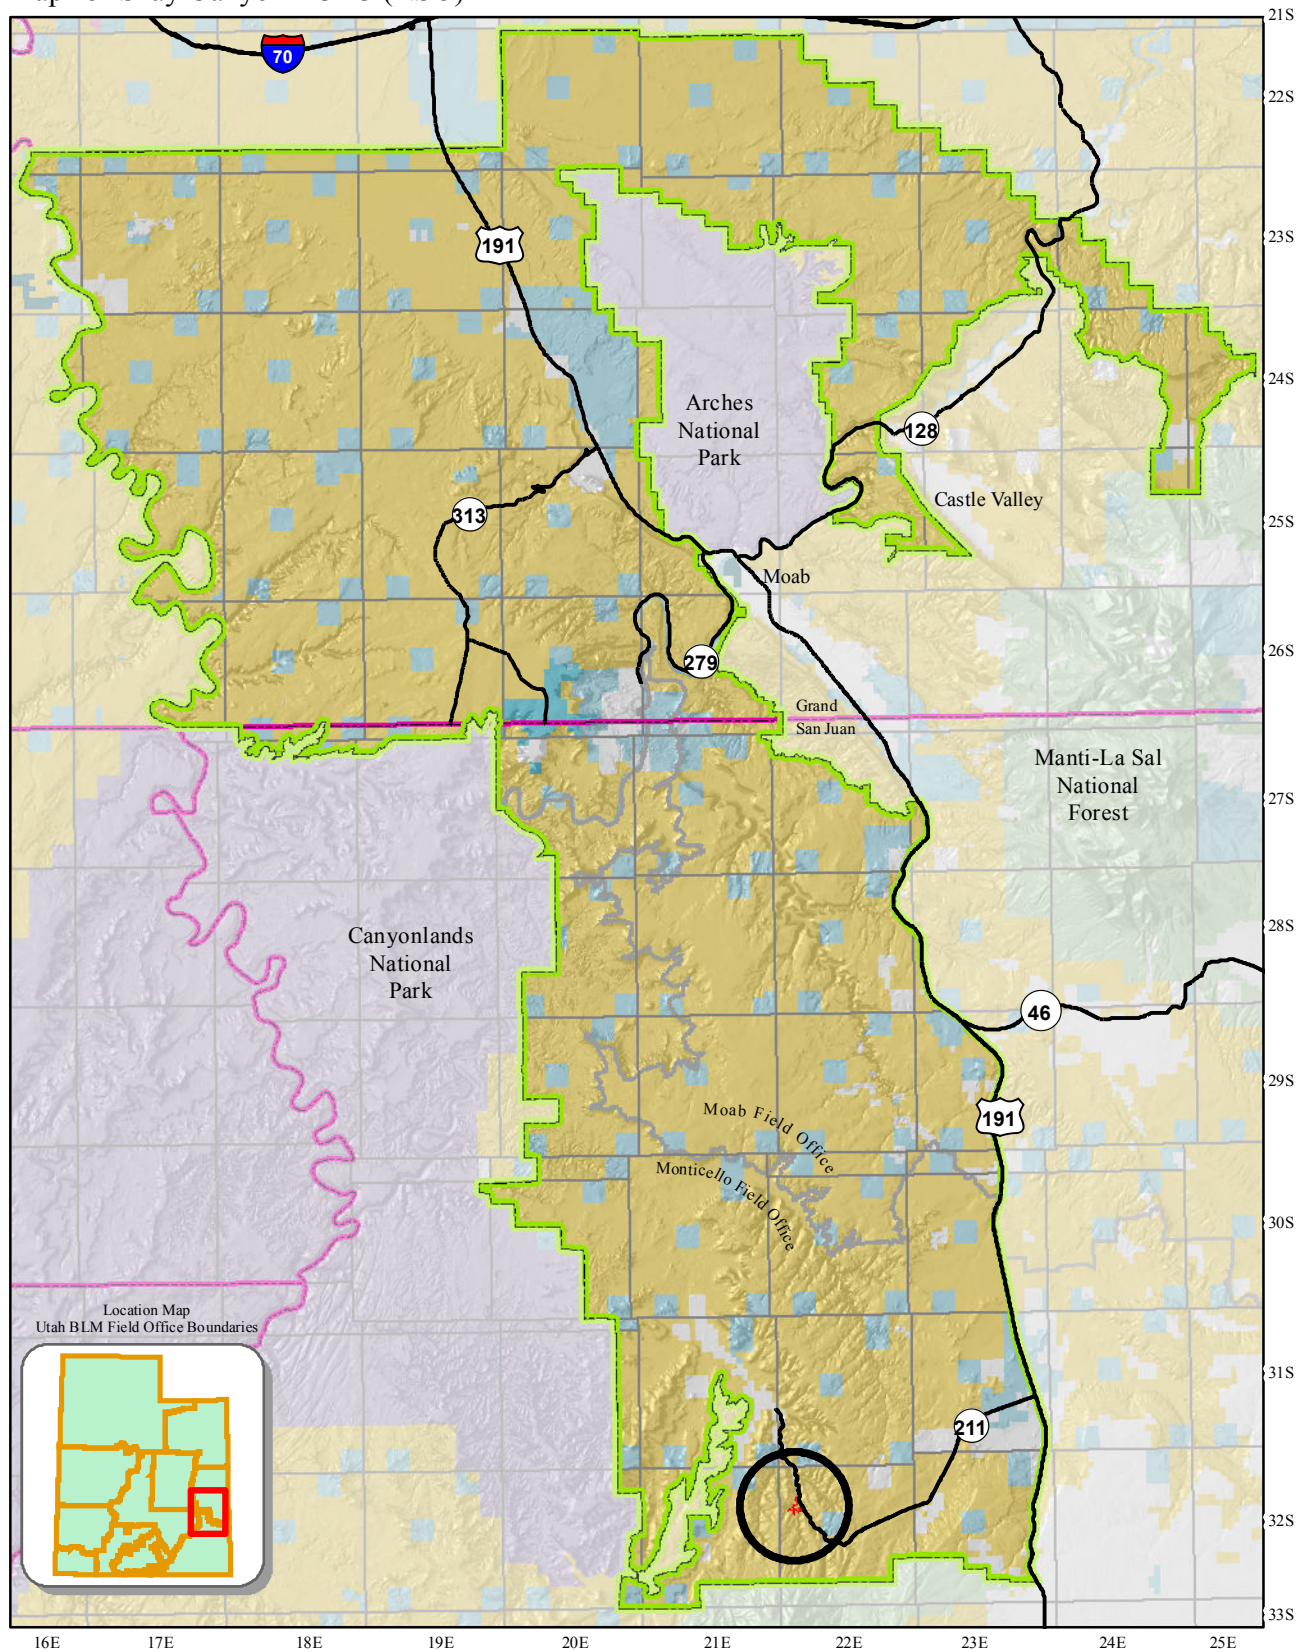 21S
70
22S
191
23S
24S
Arches
National
Park
128
Castle Valley
313
25S
Moab
279
26S
Grand
San Juan
Manti-La Sal
National
Forest
27S
Canyonlands
National
Park
28S
46
29S
Moab Field Office
191
Monticello Field Office
30S
Location Map
Utah BLM Field Office Boundaries
31S
211
32S
33S
16E 17E 18E 19E 20E 21E 22E 23E 24E 25E